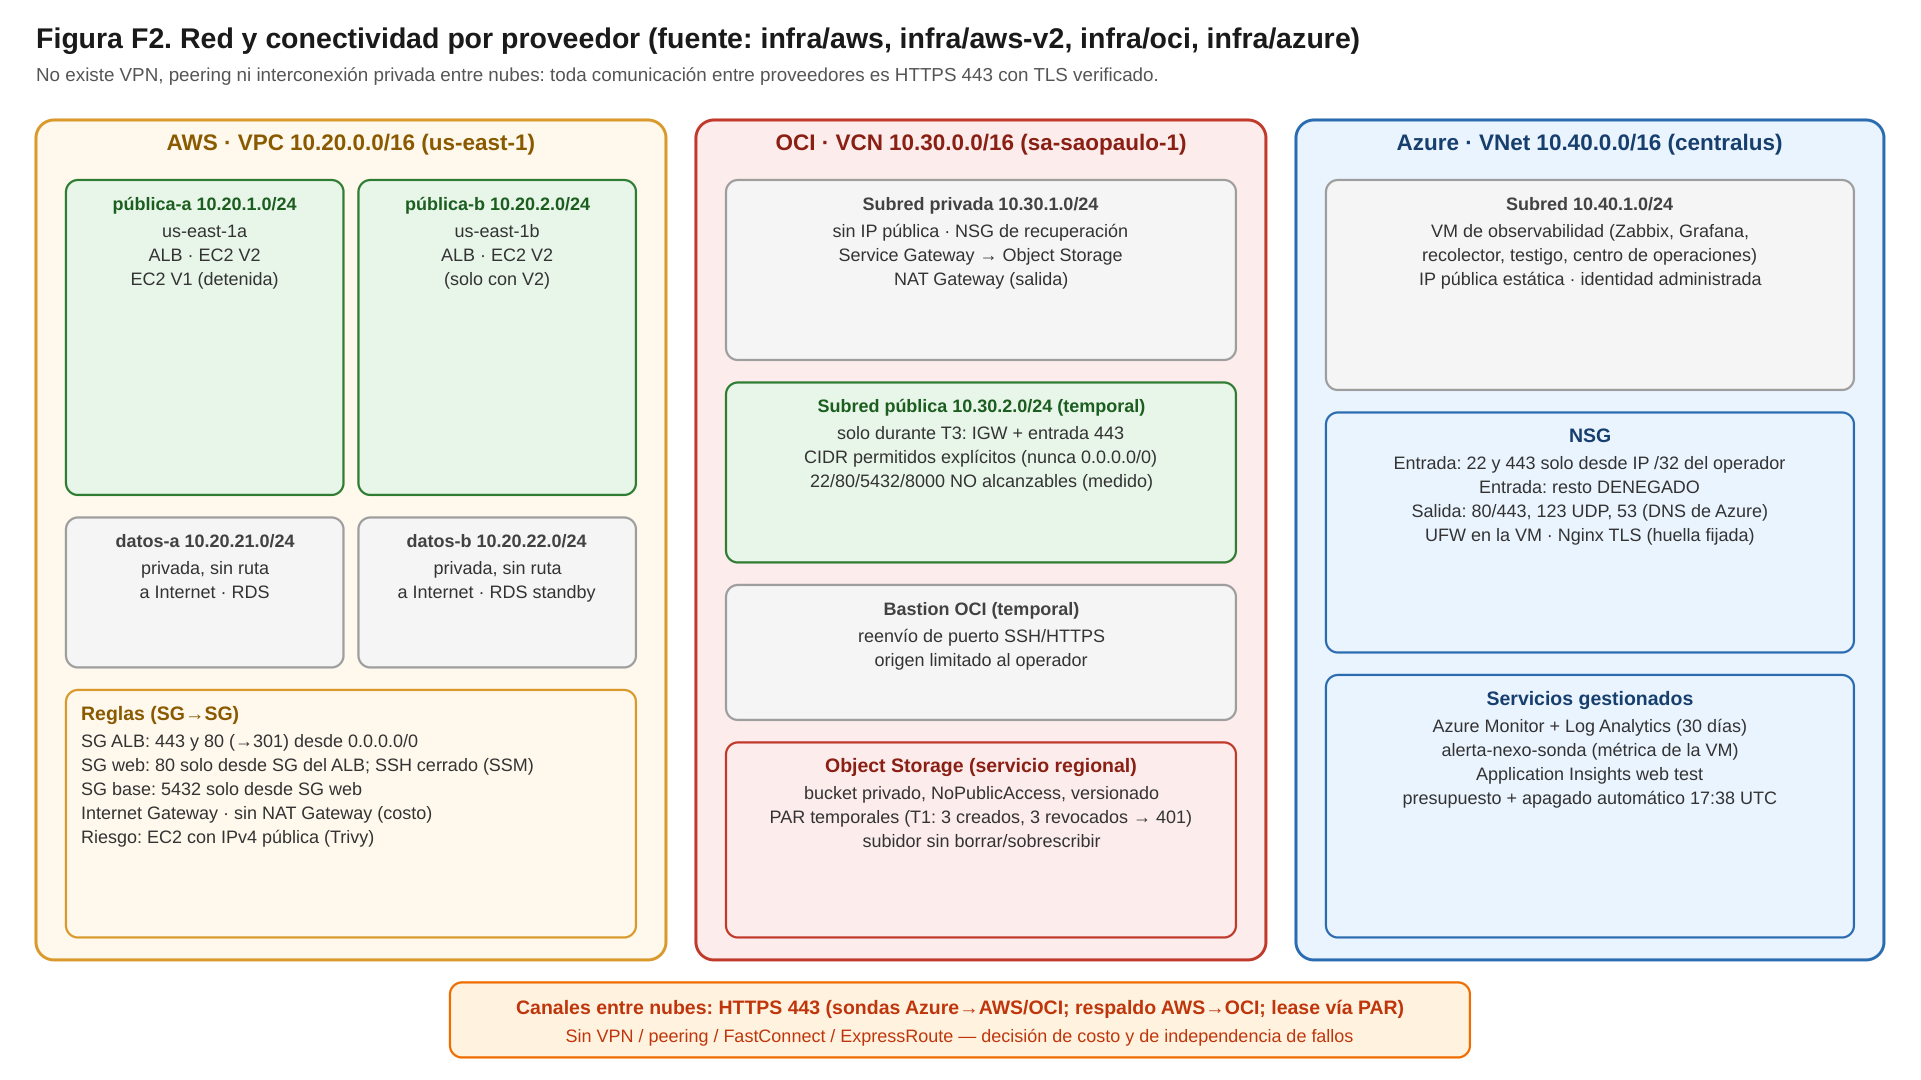 Figura F2. Red y conectividad por proveedor (fuente: infra/aws, infra/aws-v2, infra/oci, infra/azure)
No existe VPN, peering ni interconexión privada entre nubes: toda comunicación entre proveedores es HTTPS 443 con TLS verificado.
AWS · VPC 10.20.0.0/16 (us-east-1)
pública-a 10.20.1.0/24
us-east-1a
ALB · EC2 V2
EC2 V1 (detenida)
pública-b 10.20.2.0/24
us-east-1b
ALB · EC2 V2
(solo con V2)
datos-a 10.20.21.0/24
privada, sin ruta
a Internet · RDS
datos-b 10.20.22.0/24
privada, sin ruta
a Internet · RDS standby
Reglas (SG→SG)
SG ALB: 443 y 80 (→301) desde 0.0.0.0/0
SG web: 80 solo desde SG del ALB; SSH cerrado (SSM)
SG base: 5432 solo desde SG web
Internet Gateway · sin NAT Gateway (costo)
Riesgo: EC2 con IPv4 pública (Trivy)
OCI · VCN 10.30.0.0/16 (sa-saopaulo-1)
Subred privada 10.30.1.0/24
sin IP pública · NSG de recuperación
Service Gateway → Object Storage
NAT Gateway (salida)
Subred pública 10.30.2.0/24 (temporal)
solo durante T3: IGW + entrada 443
CIDR permitidos explícitos (nunca 0.0.0.0/0)
22/80/5432/8000 NO alcanzables (medido)
Bastion OCI (temporal)
reenvío de puerto SSH/HTTPS
origen limitado al operador
Object Storage (servicio regional)
bucket privado, NoPublicAccess, versionado
PAR temporales (T1: 3 creados, 3 revocados → 401)
subidor sin borrar/sobrescribir
Azure · VNet 10.40.0.0/16 (centralus)
Subred 10.40.1.0/24
VM de observabilidad (Zabbix, Grafana,
recolector, testigo, centro de operaciones)
IP pública estática · identidad administrada
NSG
Entrada: 22 y 443 solo desde IP /32 del operador
Entrada: resto DENEGADO
Salida: 80/443, 123 UDP, 53 (DNS de Azure)
UFW en la VM · Nginx TLS (huella fijada)
Servicios gestionados
Azure Monitor + Log Analytics (30 días)
alerta-nexo-sonda (métrica de la VM)
Application Insights web test
presupuesto + apagado automático 17:38 UTC
Canales entre nubes: HTTPS 443 (sondas Azure→AWS/OCI; respaldo AWS→OCI; lease vía PAR)
Sin VPN / peering / FastConnect / ExpressRoute — decisión de costo y de independencia de fallos